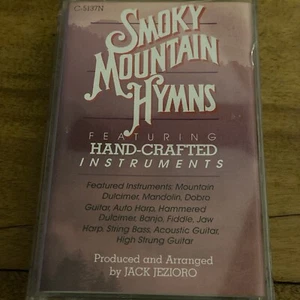 C-5137N
SMOKY
MOUNTAIN
HYMNS
FEATURING
HAND-CRAFTED
INSTRUMENTS
Featured Instruments: Mountain
Dulcimer, Mandolin, Dobro
Guitar, Auto Harp, Hammered
Dulcimer, Banjo, Fiddle, Jaw
Harp, String Bass, Acoustic Guitar,
High Strung Guitar
Produced and Arranged
by JACK JEZIORO